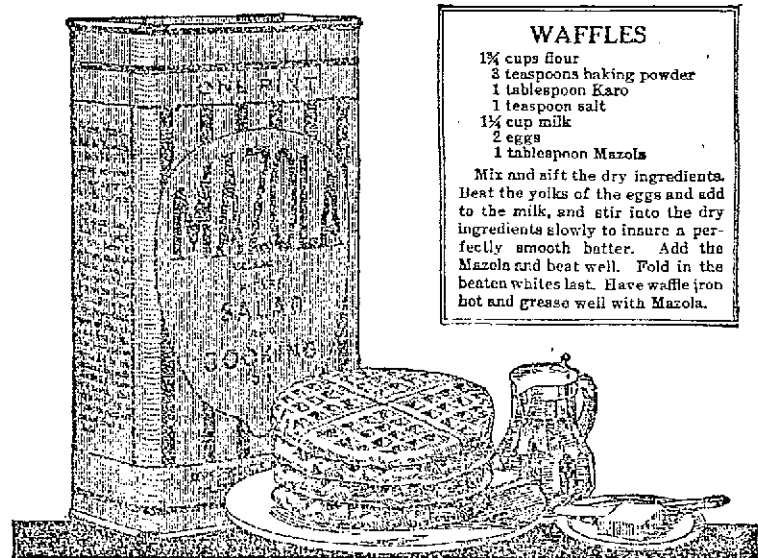 ONE PINT
MAZOLA
FOR
SALAD
COOKING
WAFFLES
1¾ cups flour
3 teaspoons baking powder
1 tablespoon Karo
1 teaspoon salt
1¼ cup milk
2 eggs
1 tablespoon Mazola
Mix and sift the dry ingredients.
Beat the yolks of the eggs and add
to the milk, and stir into the dry
ingredients slowly to insure a per-
fectly smooth batter. Add the
Mazola and beat well. Fold in the
beaten whites last. Have waffle iron
hot and grease well with Mazola.